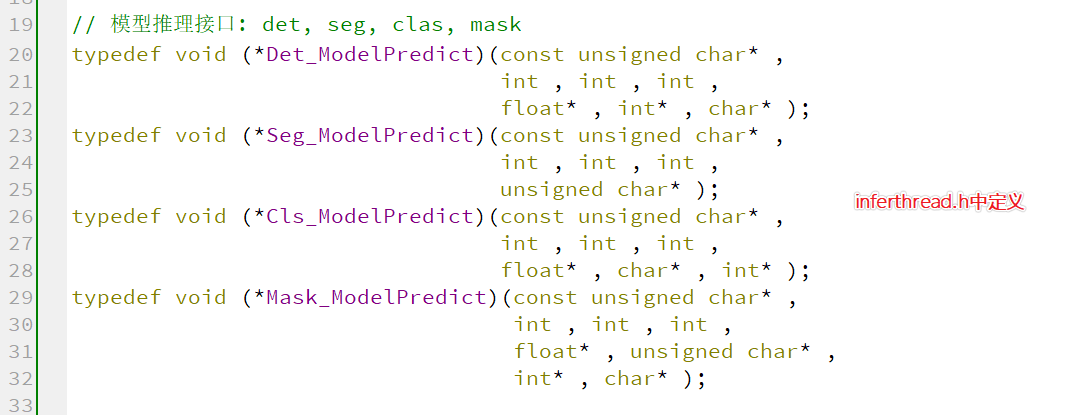 19 // 模型推理接口: det, seg, clas, mask
20 typedef void (*Det_ModelPredict)(const unsigned char* ,
21 int , int , int ,
22 float* , int* , char* );
23 typedef void (*Seg_ModelPredict)(const unsigned char* ,
24 int , int , int ,
25 unsigned char* );
26 typedef void (*Cls_ModelPredict)(const unsigned char* ,
27 int , int , int ,
28 float* , char* , int* );
29 typedef void (*Mask_ModelPredict)(const unsigned char* ,
30 int , int , int ,
31 float* , unsigned char* ,
32 int* , char* );
33
inferthread.h中定义